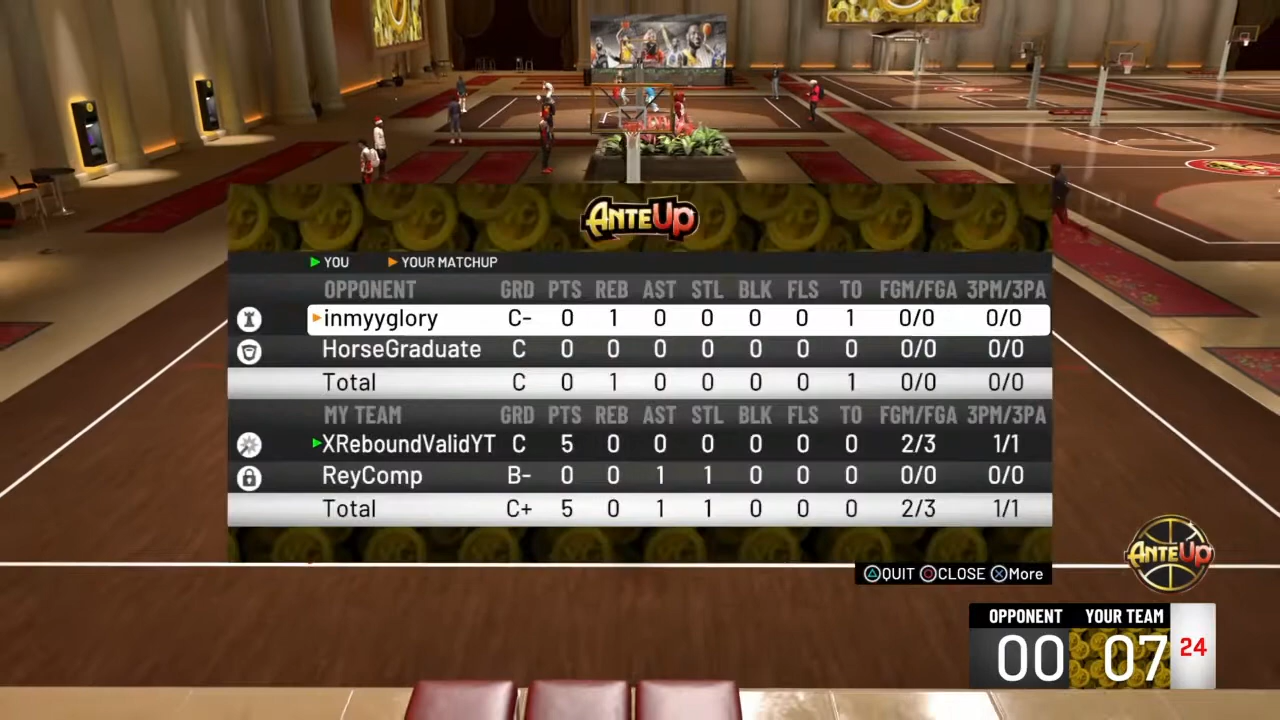 ANTEUP
YOU YOUR MATCHUP
OPPONENT GRD PTS REB AST STL BLK FLS TO FGM/FGA 3PM/3PA
inmyyglory C- 0 1 0 0 0 0 1 0/0 0/0
HorseGraduate C 0 0 0 0 0 0 0 0/0 0/0
Total C 0 1 0 0 0 0 1 0/0 0/0
MY TEAM GRD PTS REB AST STL BLK FLS TO FGM/FGA 3PM/3PA
XReboundValidYT C 5 0 0 0 0 0 0 2/3 1/1
ReyComp B- 0 0 1 1 0 0 0 0/0 0/0
Total C+ 5 0 1 1 0 0 0 2/3 1/1
QUIT CLOSE More
ANTEUP
OPPONENT YOUR TEAM
00 07 24